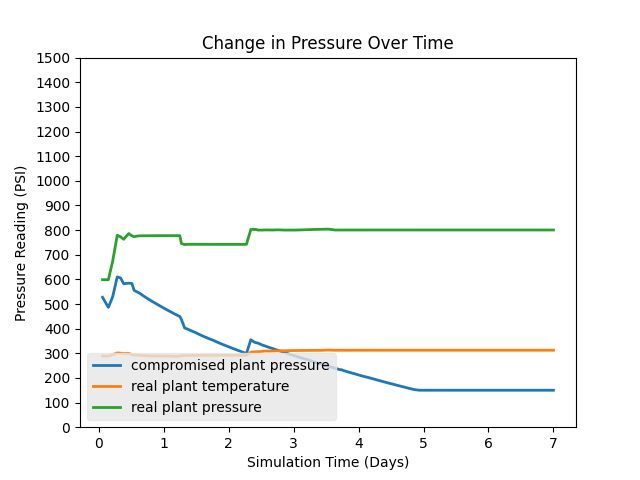 Change in Pressure Over Time
Pressure Reading (PSI)
1500
1400
1300
1200
1100
1000
900
800
700
600
500
400
300
200
100
0
compromised plant pressure
real plant temperature
real plant pressure
0 1 2 3 4 5 6 7
Simulation Time (Days)